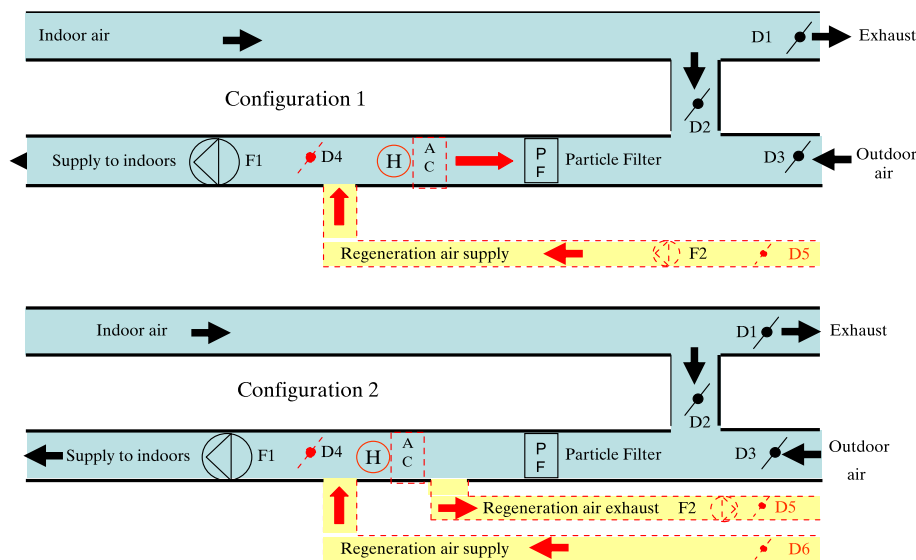 Indoor air
D1
Exhaust
Configuration 1
D2
Supply to indoors
F1
D4
H
A
C
P
F
Particle Filter
D3
Outdoor
air
Regeneration air supply
F2
D5
Indoor air
D1
Exhaust
Configuration 2
D2
Supply to indoors
F1
D4
H
A
C
P
F
Particle Filter
D3
Outdoor
air
Regeneration air exhaust
F2
D5
Regeneration air supply
D6